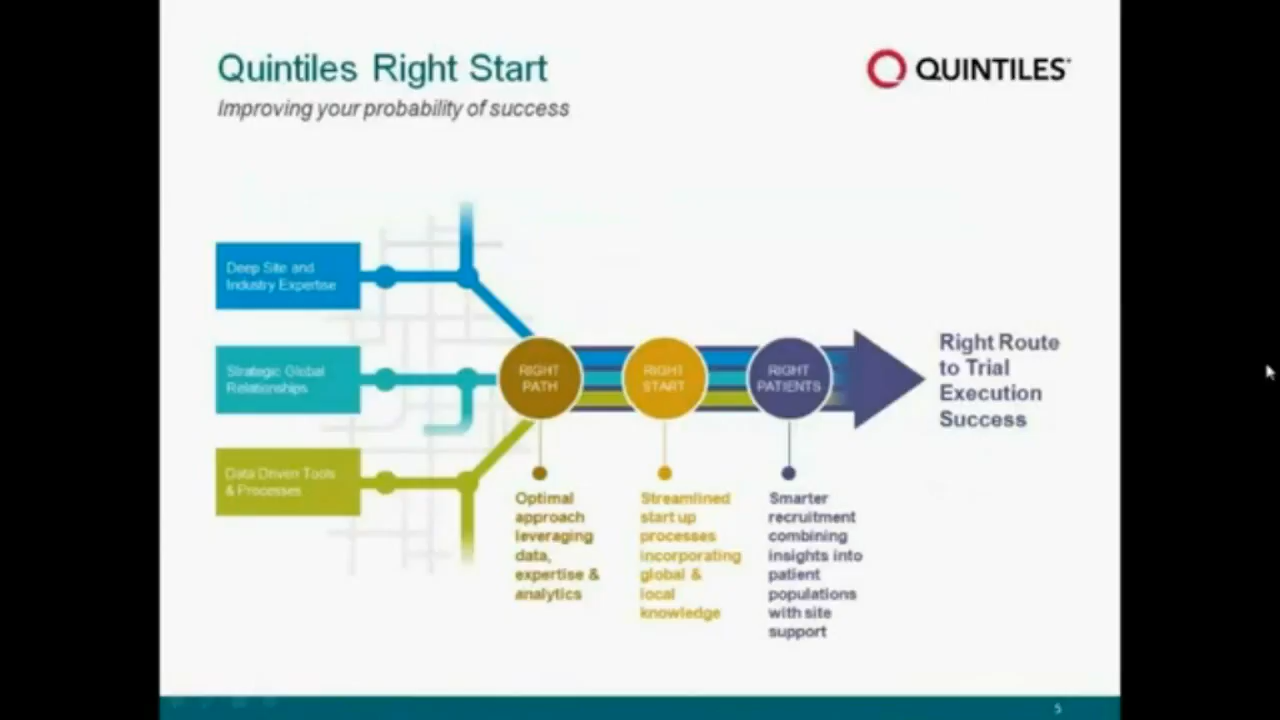 Quintiles Right Start
Improving your probability of success
QUINTILES
Deep Site and
Industry Expertise
Strategic Global
Relationships
Data Driven Tools
& Processes
RIGHT
PATH
RIGHT
START
RIGHT
PATIENTS
Right Route
to Trial
Execution
Success
Optimal
approach
leveraging
data,
expertise &
analytics
Streamlined
start up
processes
incorporating
global &
local
knowledge
Smarter
recruitment
combining
insights into
patient
populations
with site
support
5